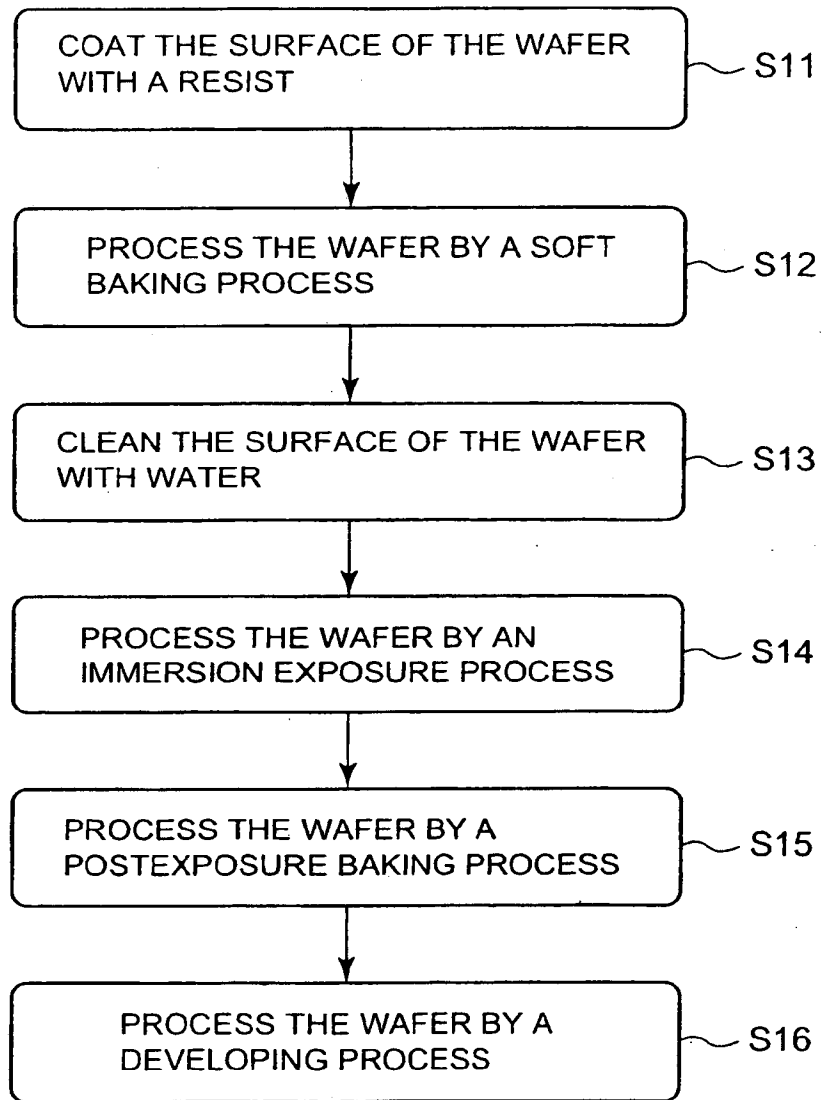 COAT THE SURFACE OF THE WAFER
WITH A RESIST
S11
PROCESS THE WAFER BY A SOFT
BAKING PROCESS
S12
CLEAN THE SURFACE OF THE WAFER
WITH WATER
S13
PROCESS THE WAFER BY AN
IMMERSION EXPOSURE PROCESS
S14
PROCESS THE WAFER BY A
POSTEXPOSURE BAKING PROCESS
S15
PROCESS THE WAFER BY A
DEVELOPING PROCESS
S16